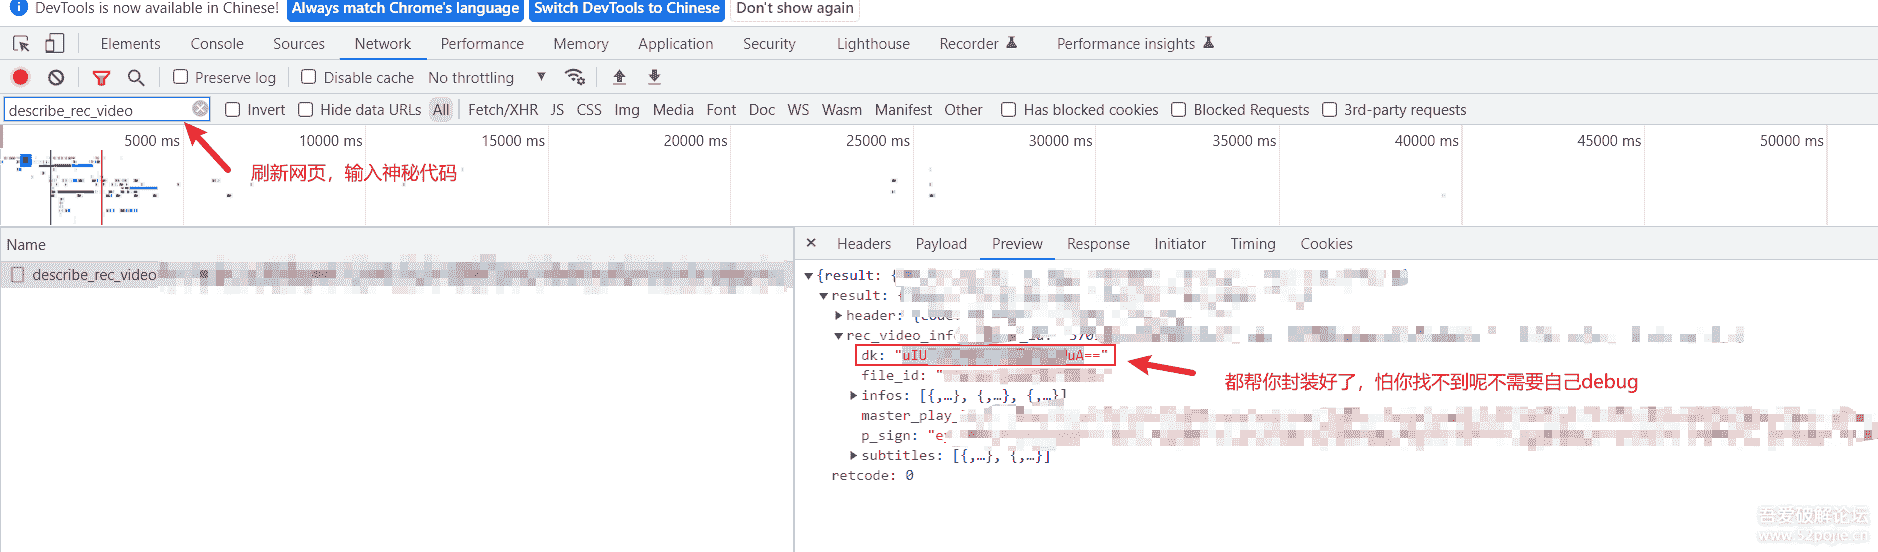 DevTools is now available in Chinese! Always match Chrome's language Switch DevTools to Chinese Don't show again
Elements Console Sources Network Performance Memory Application Security Lighthouse Recorder Performance insights
Preserve log Disable cache No throttling
describe_rec_video Invert Hide data URLs All Fetch/XHR JS CSS Img Media Font Doc WS Wasm Manifest Other Has blocked cookies Blocked Requests 3rd-party requests
5000 ms 10000 ms 15000 ms 20000 ms 25000 ms 30000 ms 35000 ms 40000 ms 45000 ms 50000 ms
刷新网页，输入神秘代码
Name
describe_rec_video
× Headers Payload Preview Response Initiator Timing Cookies
{result: {
result: {
header: {code:
rec_video_inf
dk: "uIU uA=="
都帮你封装好了，怕你找不到呢不需要自己debug
file_id: "
infos: [{,…}, {,…}, {,…}]
master_play_
p_sign: "e
subtitles: [{,…}, {,…}]
retcode: 0
吾爱破解论坛
www.52pojie.cn